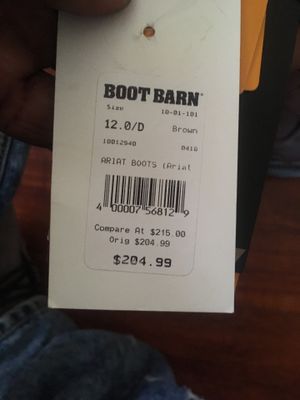 BOOT BARN
Size 10-01-101
12.0/D Brown
10012940 0416
ARIAT BOOTS (Ariat
4 00007 56812 9
Compare At $215.00
Orig $204.99
$204.99